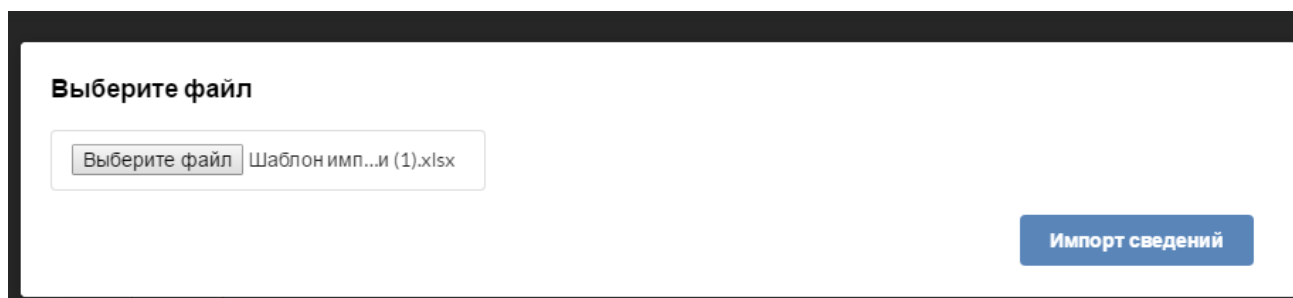 Выберите файл
Выберите файл Шаблон имп...и (1).xlsx
Импорт сведений